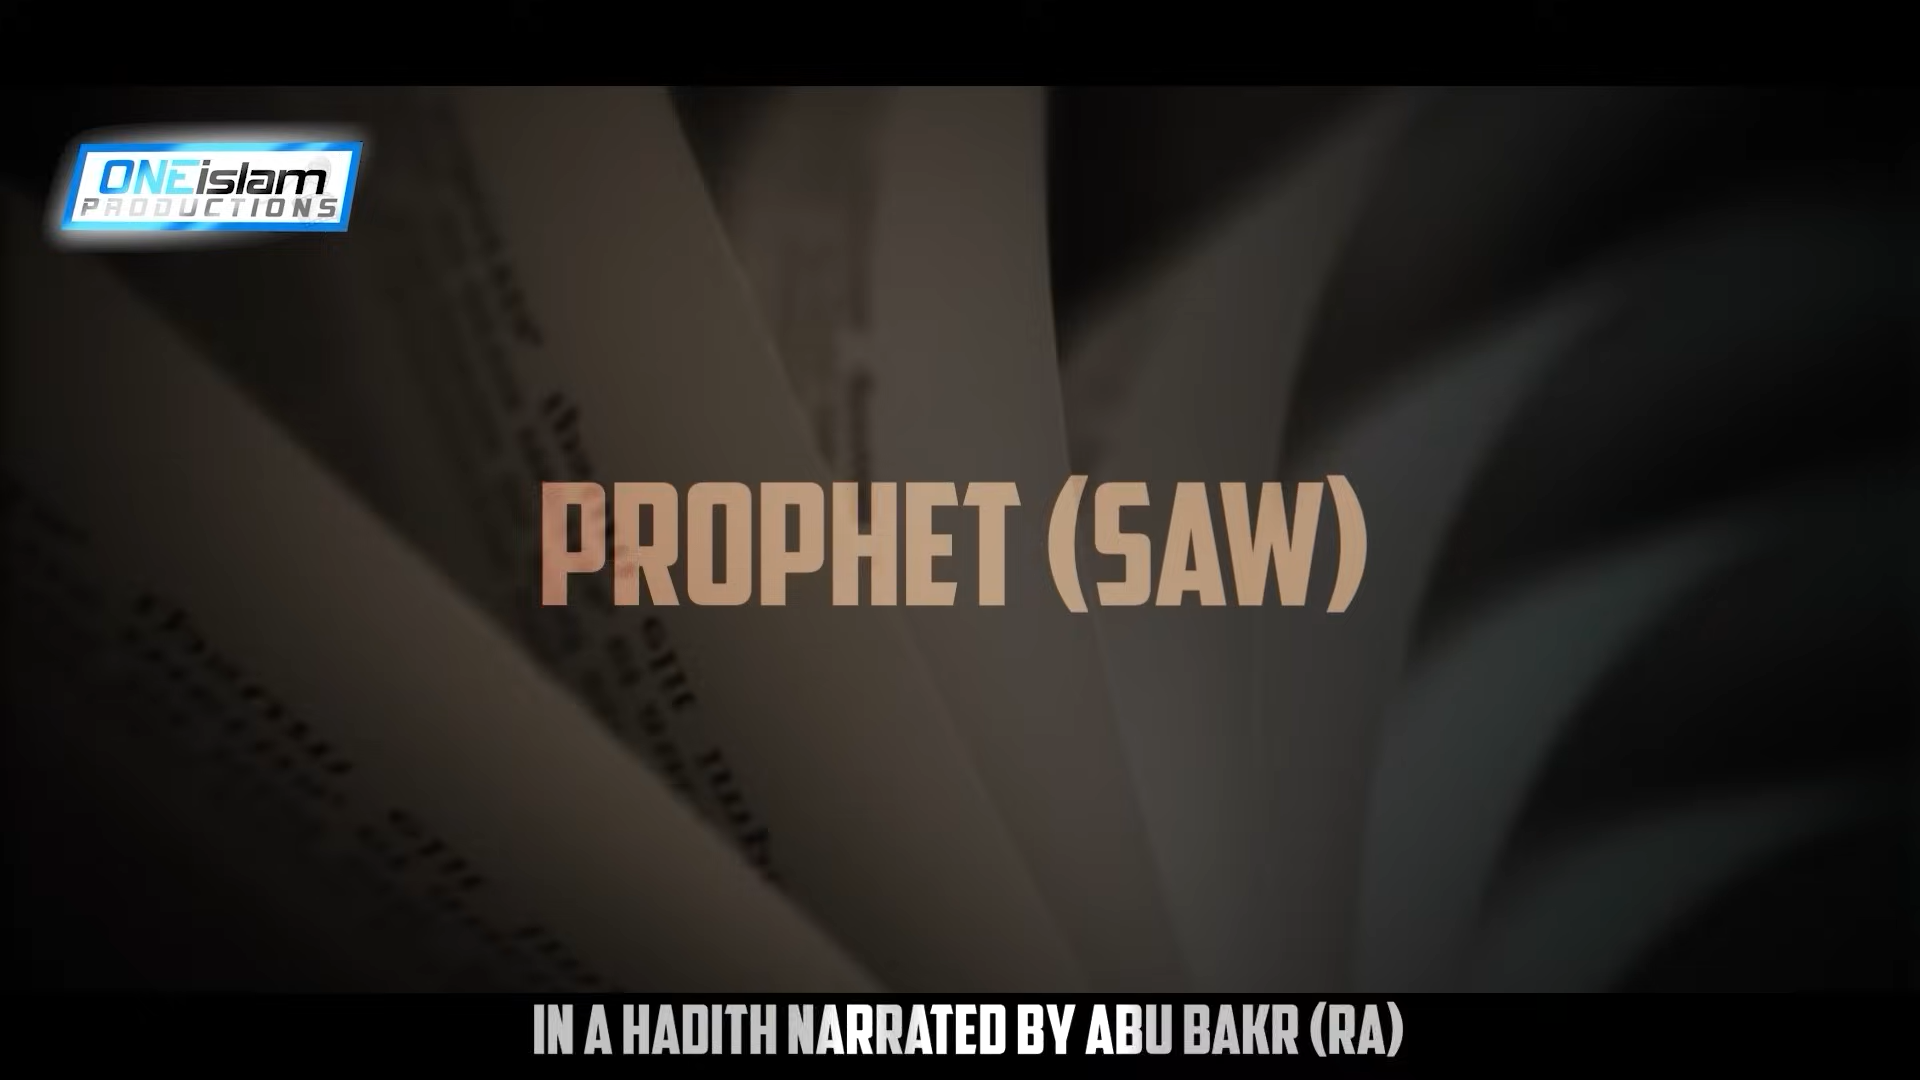 ONEislam
PRODUCTIONS
PROPHET (SAW)
IN A HADITH NARRATED BY ABU BAKR (RA)